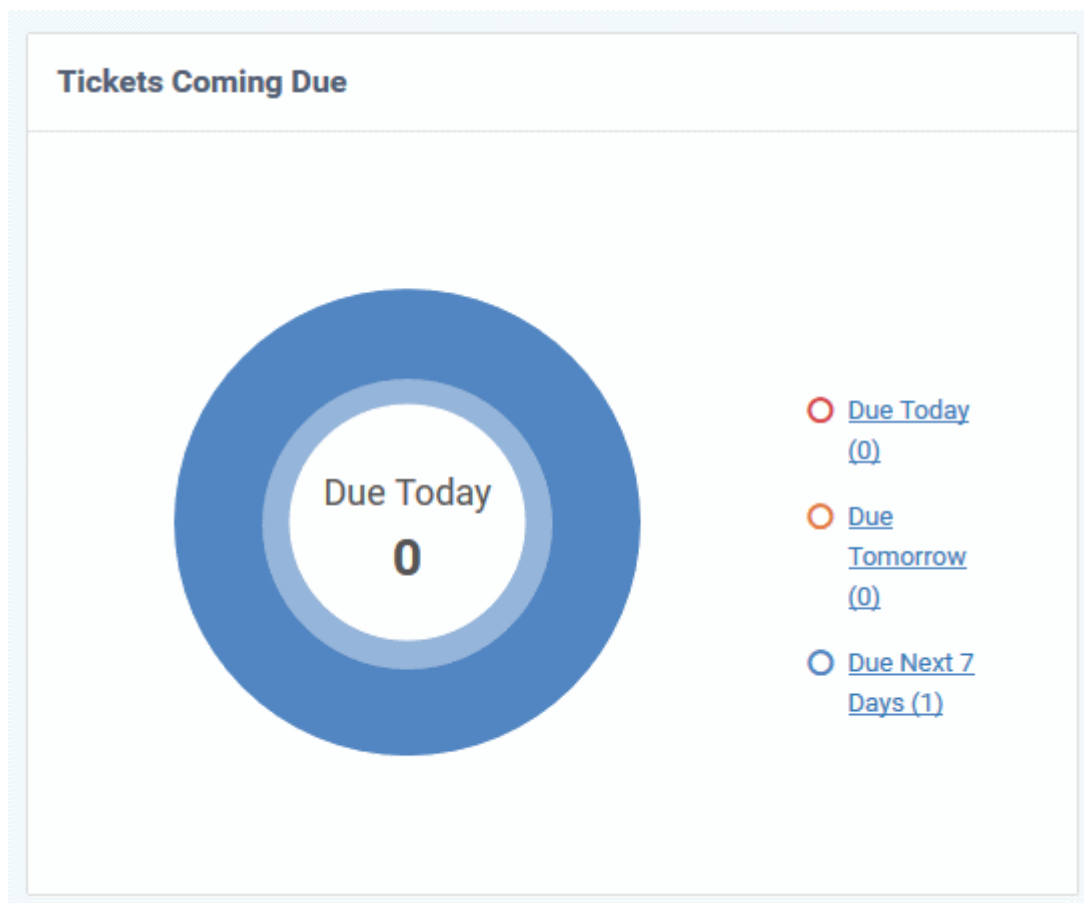 Tickets Coming Due
Due Today
0
Due Today
(0)
Due
Tomorrow
(0)
Due Next 7
Days (1)